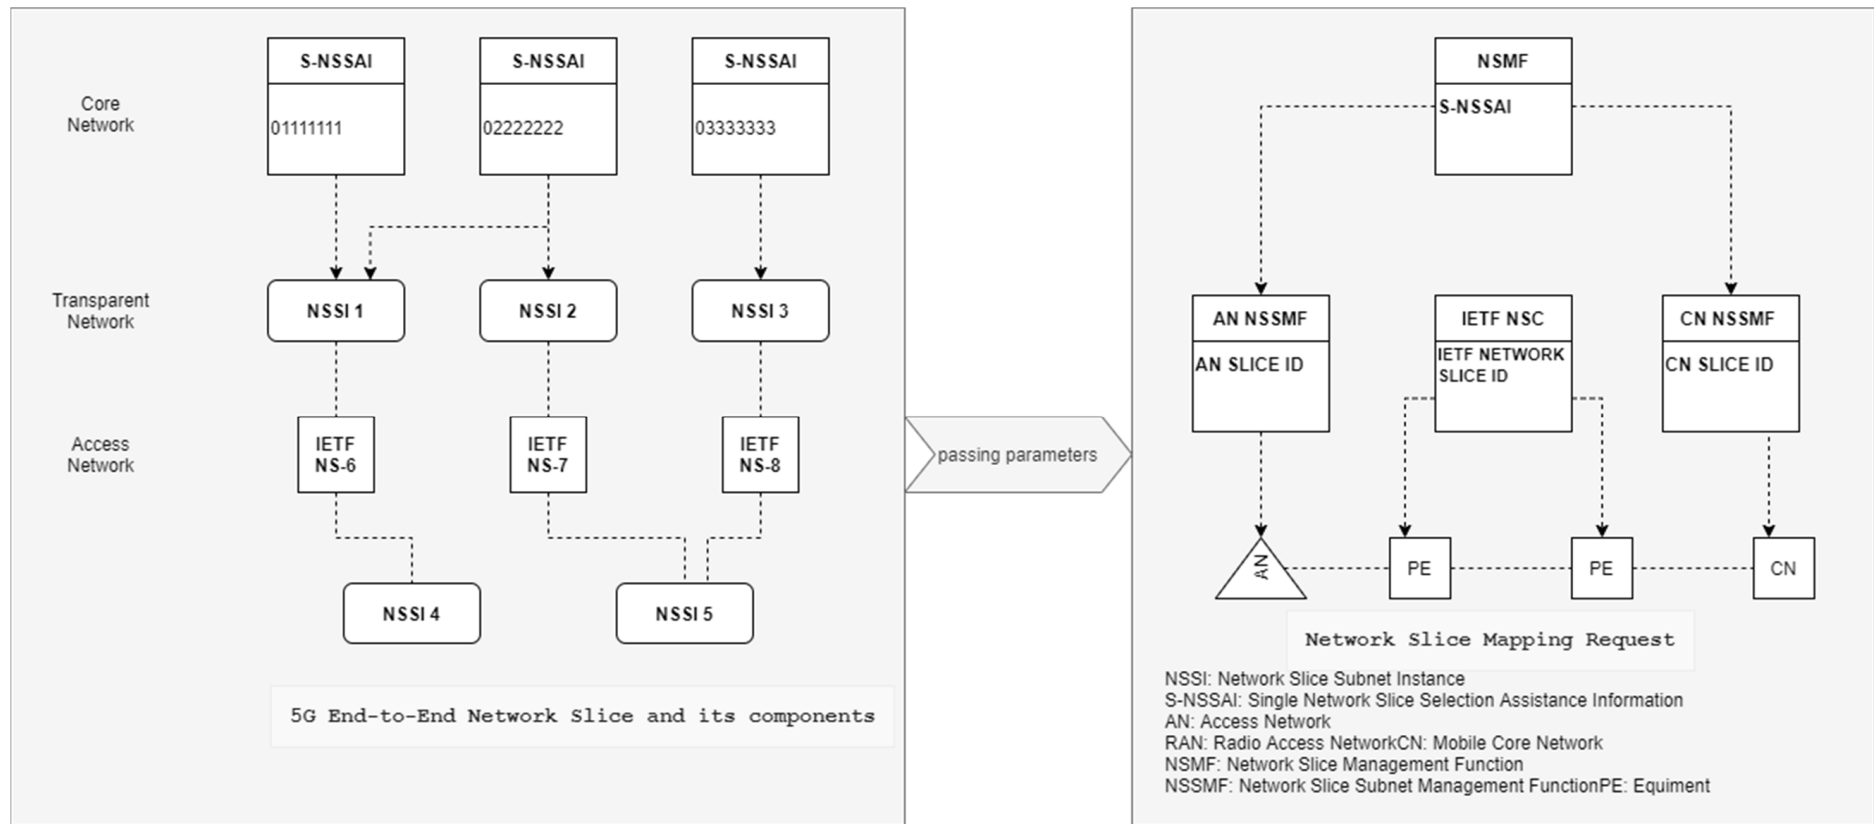 S-NSSAI
S-NSSAI
S-NSSAI
Core
Network
01111111
02222222
03333333
Transparent
Network
NSSI 1
NSSI 2
NSSI 3
Access
Network
IETF
NS-6
IETF
NS-7
IETF
NS-8
NSSI 4
NSSI 5
5G End-to-End Network Slice and its components
passing parameters
NSMF
S-NSSAI
AN NSSMF
AN SLICE ID
IETF NSC
IETF NETWORK
SLICE ID
CN NSSMF
CN SLICE ID
AN
PE
PE
CN
Network Slice Mapping Request
NSSI: Network Slice Subnet Instance
S-NSSAI: Single Network Slice Selection Assistance Information
AN: Access Network
RAN: Radio Access NetworkCN: Mobile Core Network
NSMF: Network Slice Management Function
NSSMF: Network Slice Subnet Management FunctionPE: Equiment